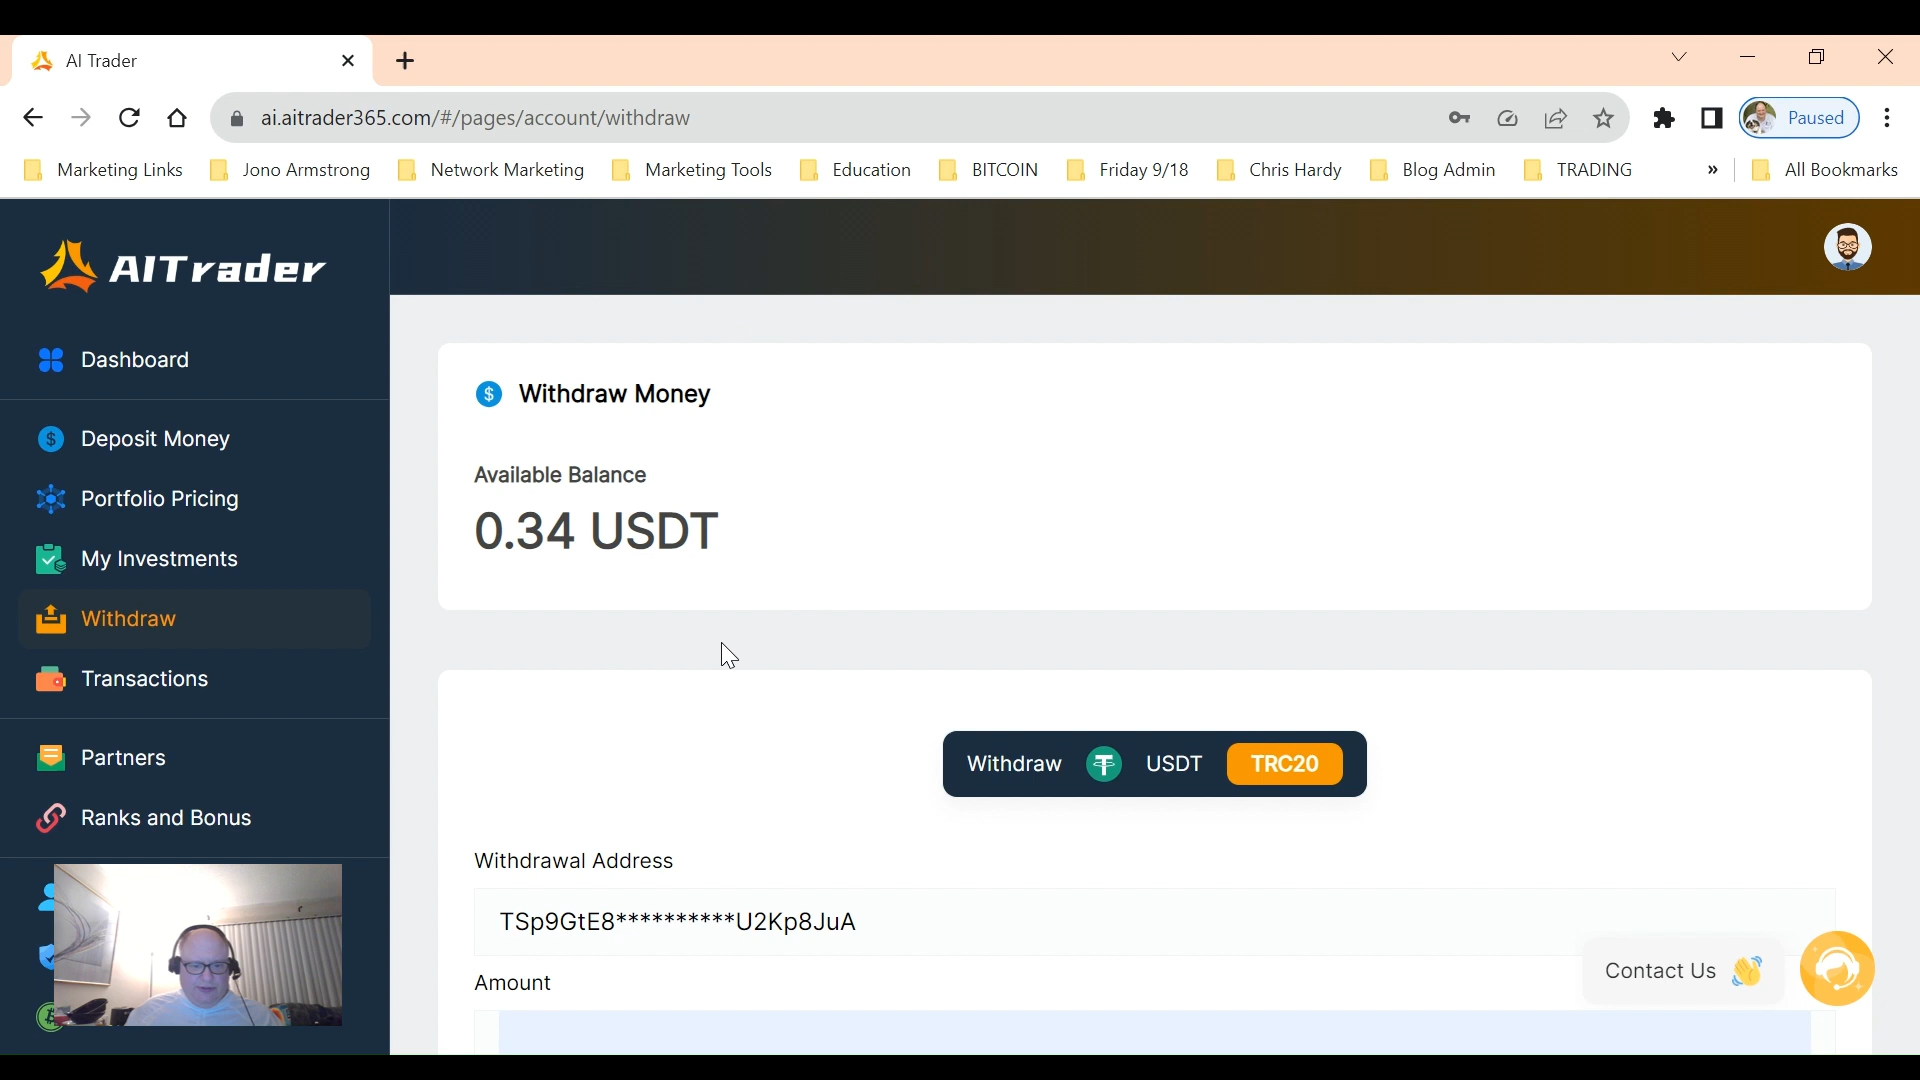 AI Trader
ai.aitrader365.com/#/pages/account/withdraw
Paused
Marketing Links
Jono Armstrong
Network Marketing
Marketing Tools
Education
BITCOIN
Friday 9/18
Chris Hardy
Blog Admin
TRADING
»
All Bookmarks
AITrader
Dashboard
Deposit Money
Portfolio Pricing
My Investments
Withdraw
Transactions
Partners
Ranks and Bonus
Withdraw Money
Available Balance
0.34 USDT
Withdraw USDT TRC20
Withdrawal Address
TSp9GtE8**********U2Kp8JuA
Amount
Contact Us